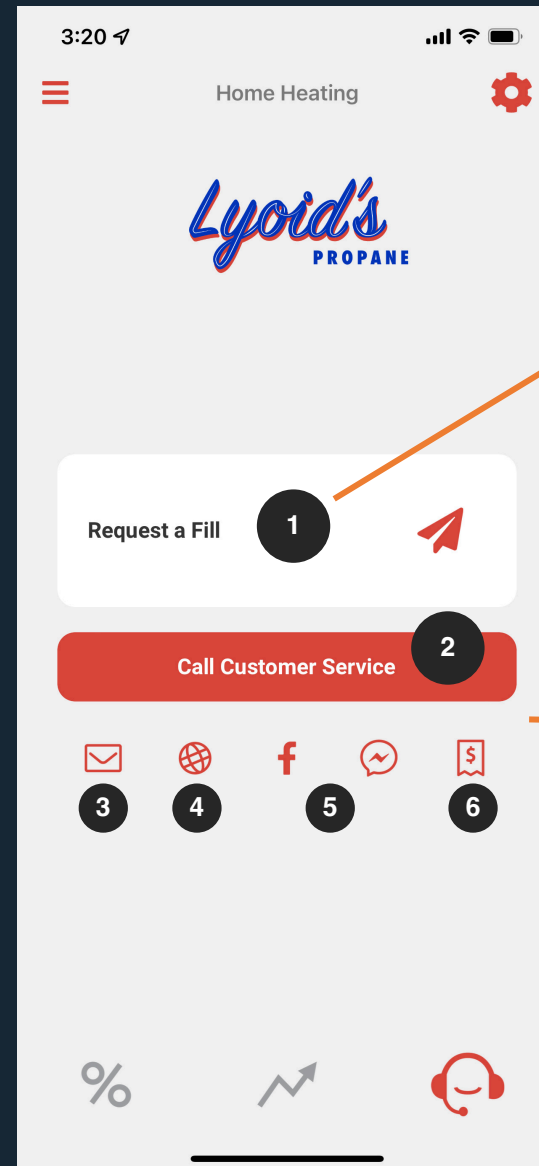 3:20
Home Heating
Lyoid's
PROPANE
Request a Fill
1
2
Call Customer Service
$
3
4
5
6
%